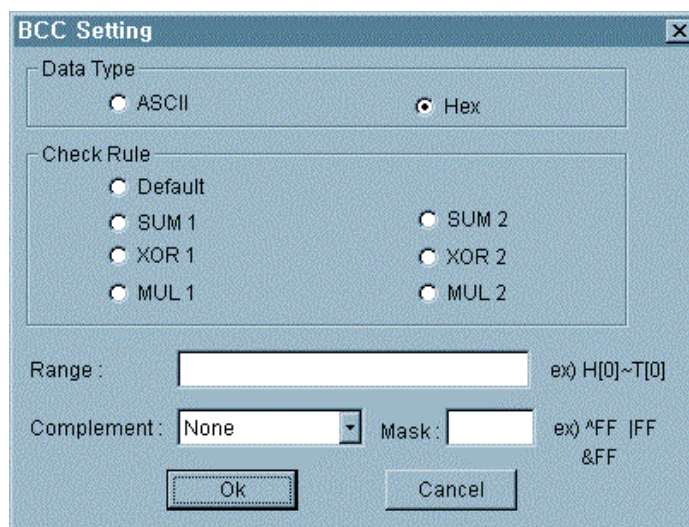 BCC Setting
Data Type
ASCII
Hex
Check Rule
Default
SUM 1
SUM 2
XOR 1
XOR 2
MUL 1
MUL 2
Range :
ex) H[0]~T[0]
Complement :
None
Mask :
ex) ^FF |FF
&FF
Ok
Cancel